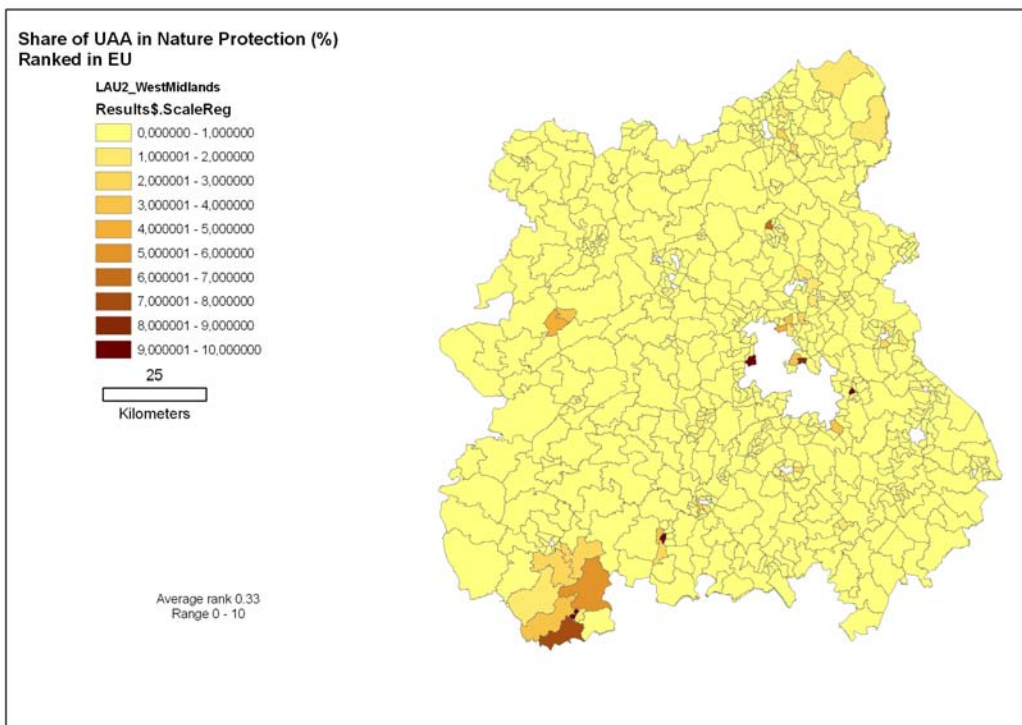 Share of UAA in Nature Protection (%)
Ranked in EU
LAU2_WestMidlands
Results$.ScaleReg
0,000000 - 1,000000
1,000001 - 2,000000
2,000001 - 3,000000
3,000001 - 4,000000
4,000001 - 5,000000
5,000001 - 6,000000
6,000001 - 7,000000
7,000001 - 8,000000
8,000001 - 9,000000
9,000001 - 10,000000
25
Kilometers
Average rank 0.33
Range 0 - 10